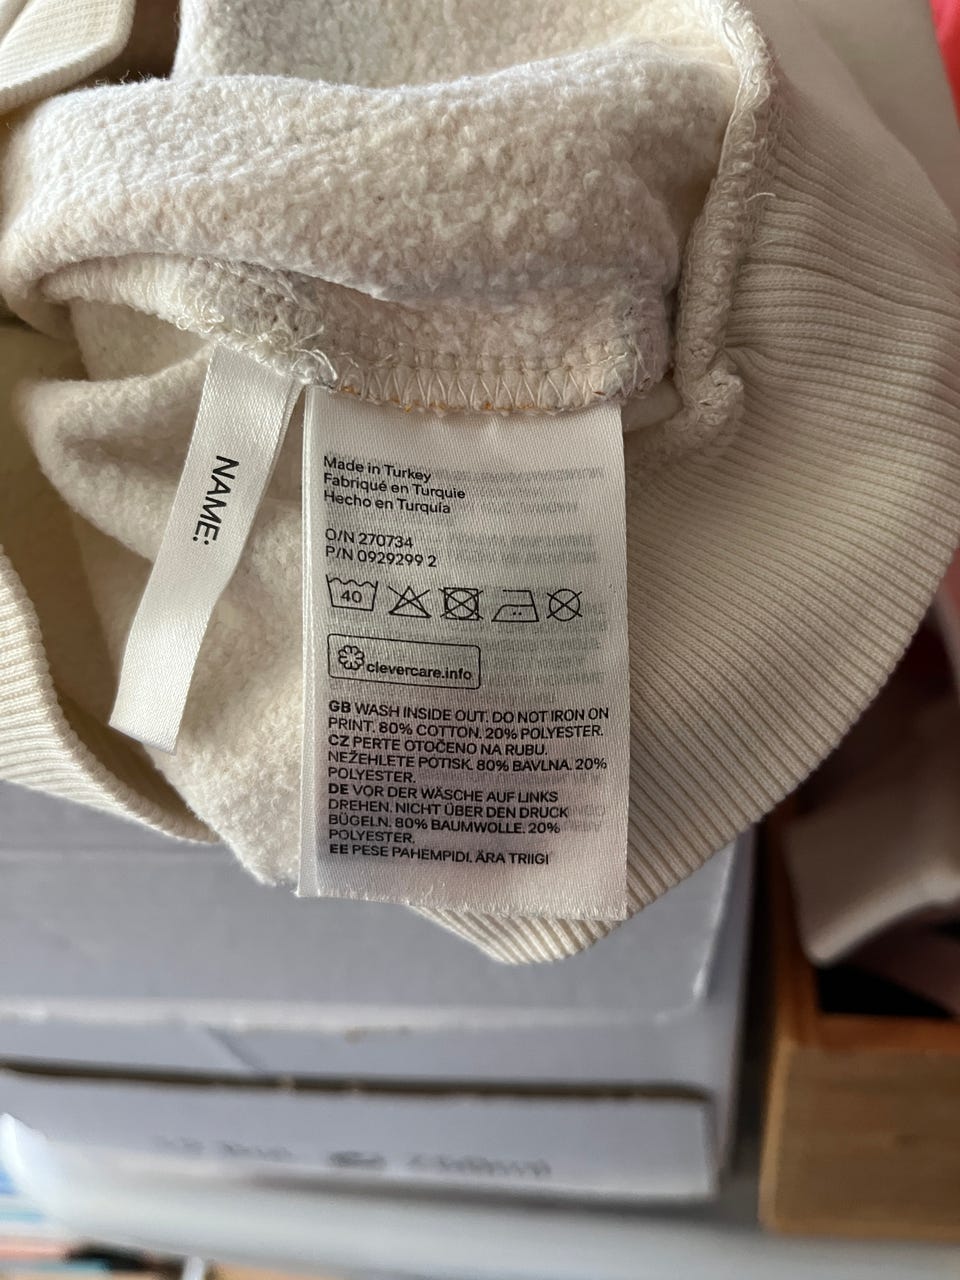 NAME:
Made in Turkey
Fabriqué en Turquie
Hecho en Turquía
O/N 270734
P/N 0929299 2
40
clevercare.info
GB WASH INSIDE OUT. DO NOT IRON ON
PRINT. 80% COTTON. 20% POLYESTER.
CZ PERTE OTOČENO NA RUBU.
NEŽEHLETE POTISK. 80% BAVLNA. 20%
POLYESTER.
DE VOR DER WÄSCHE AUF LINKS
DREHEN. NICHT ÜBER DEN DRUCK
BÜGELN. 80% BAUMWOLLE. 20%
POLYESTER.
EE PESE PAHEMPIDI. ÄRA TRIIGI